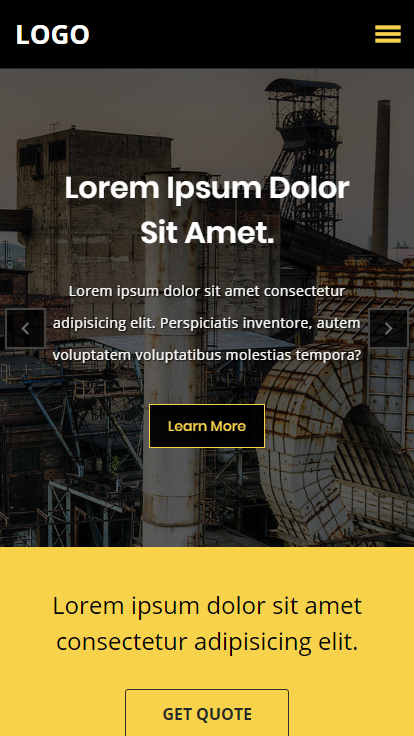 LOGO
Lorem Ipsum Dolor
Sit Amet.
Lorem ipsum dolor sit amet consectetur
adipisicing elit. Perspiciatis inventore, autem
voluptatem voluptatibus molestias tempora?
Learn More
Lorem ipsum dolor sit amet
consectetur adipisicing elit.
GET QUOTE